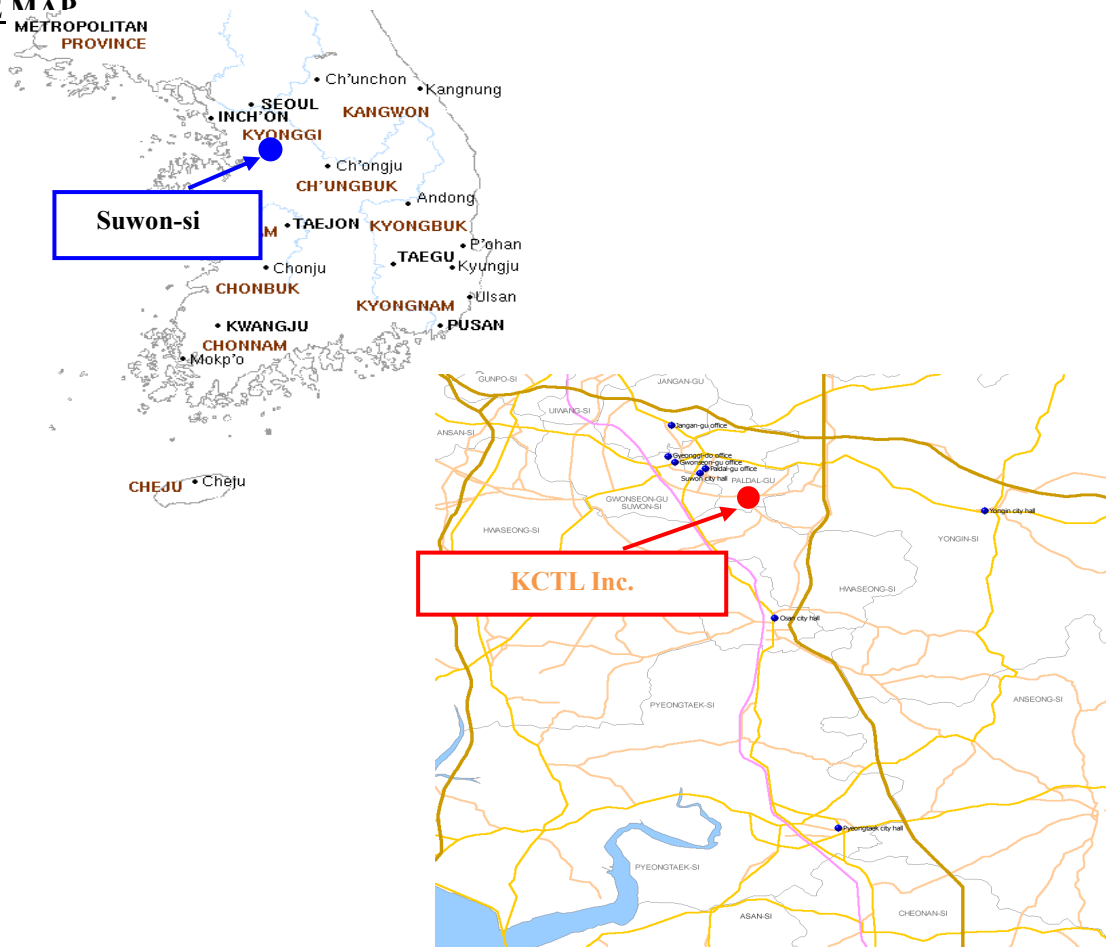 MAP
METROPOLITAN
PROVINCE
Ch'unchon
Kangnung
SEOUL
INCH'ON
KANGWON
KYONGGI
Ch'ongju
CH'UNGBUK
Andong
Suwon-si
TAEJON
KYONGBUK
P'ohan
TAEGU
Kyungju
Chonju
CHONBUK
Ulsan
KYONGNAM
KWANGJU
PUSAN
CHONNAM
Mokp'o
CHEJU
Cheju
GUNPO-SI
JANGAN-GU
UIWANG-SI
Jangan-gu office
ANSAN-SI
Gyeonggi-do office
Gwonseon-gu office
Paldal-gu office
Suwon city hall
PALDAL-GU
GWONSEON-GU
SUWON-SI
Yongin city hall
HWASEONG-SI
YONGIN-SI
KCTL Inc.
HWASEONG-SI
Osan city hall
ANSEONG-SI
PYEONGTAEK-SI
Pyeongtaek city hall
PYEONGTAEK-SI
ASAN-SI
CHEONAN-SI